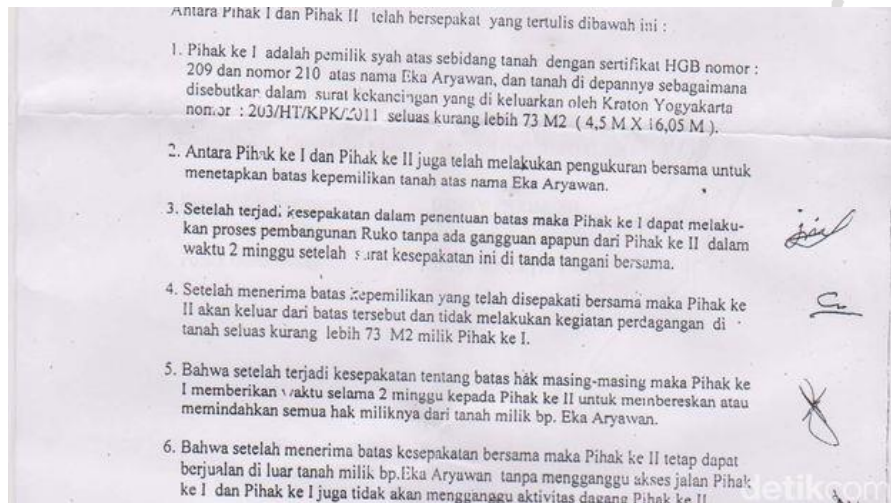 Antara Pihak I dan Pihak II telah bersepakat yang tertulis dibawah ini :
1. Pihak ke I adalah pemilik syah atas sebidang tanah dengan sertifikat HGB nomor :
209 dan nomor 210 atas nama Eka Aryawan, dan tanah di depannya sebagaimana
disebutkan dalam surat kekancingan yang di keluarkan oleh Kraton Yogyakarta
nomor : 203/HT/KPK/2011 seluas kurang lebih 73 M2 ( 4,5 M X 16,05 M ).
2. Antara Pihak ke I dan Pihak ke II juga telah melakukan pengukuran bersama untuk
menetapkan batas kepemilikan tanah atas nama Eka Aryawan.
3. Setelah terjadi kesepakatan dalam penentuan batas maka Pihak ke I dapat melaku-
kan proses pembangunan Ruko tanpa ada gangguan apapun dari Pihak ke II dalam
waktu 2 minggu setelah surat kesepakatan ini di tanda tangani bersama.
4. Setelah menerima batas kepemilikan yang telah disepakati bersama maka Pihak ke
II akan keluar dari batas tersebut dan tidak melakukan kegiatan perdagangan di
tanah seluas kurang lebih 73 M2 milik Pihak ke I.
5. Bahwa setelah terjadi kesepakatan tentang batas hak masing-masing maka Pihak ke
I memberikan waktu selama 2 minggu kepada Pihak ke II untuk membereskan atau
memindahkan semua hak miliknya dari tanah milik bp. Eka Aryawan.
6. Bahwa setelah menerima batas kesepakatan bersama maka Pihak ke II tetap dapat
berjualan di luar tanah milik bp.Eka Aryawan tanpa mengganggu akses jalan Pihak
ke I dan Pihak ke I juga tidak akan mengganggu aktivitas dagang Pihak ke II
detikcom